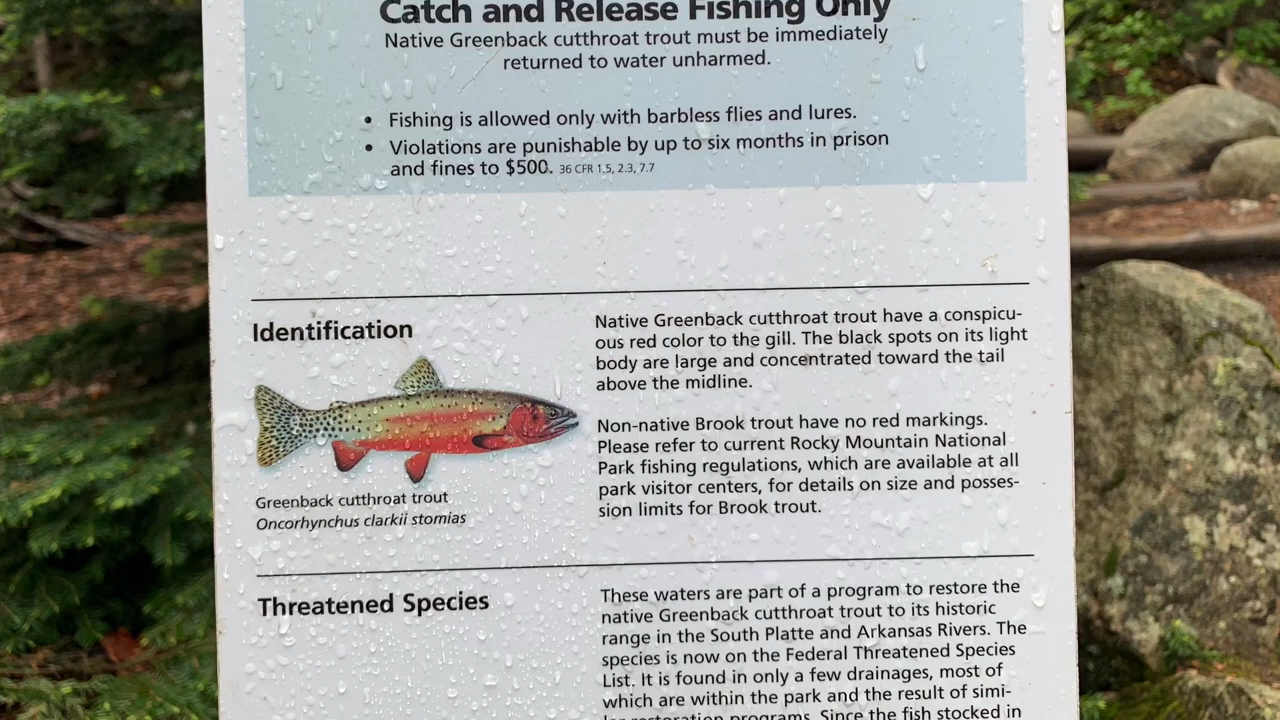 Catch and Release Fishing Only
Native Greenback cutthroat trout must be immediately
returned to water unharmed.
• Fishing is allowed only with barbless flies and lures.
• Violations are punishable by up to six months in prison
and fines to $500. 36 CFR 1.5, 2.3, 7.7
Identification
Greenback cutthroat trout
Oncorhynchus clarkii stomias
Native Greenback cutthroat trout have a conspicu-
ous red color to the gill. The black spots on its light
body are large and concentrated toward the tail
above the midline.
Non-native Brook trout have no red markings.
Please refer to current Rocky Mountain National
Park fishing regulations, which are available at all
park visitor centers, for details on size and posses-
sion limits for Brook trout.
Threatened Species
These waters are part of a program to restore the
native Greenback cutthroat trout to its historic
range in the South Platte and Arkansas Rivers. The
species is now on the Federal Threatened Species
List. It is found in only a few drainages, most of
which are within the park and the result of simi-
lar restoration programs. Since the fish stocked in